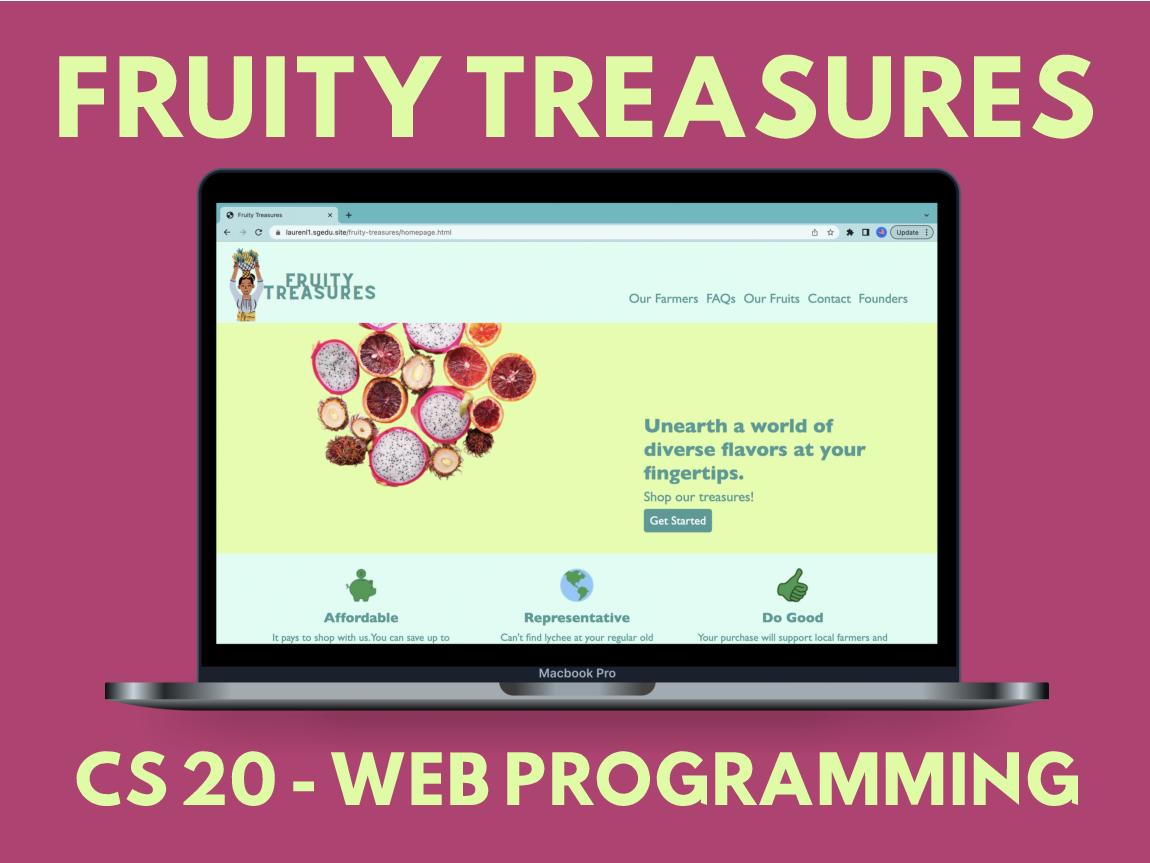 FRUITY TREASURES
Fruity Treasures
laurenl1.sgedu.site/fruity-treasures/homepage.html
Update
FRUITY
TREASURES
Our Farmers FAQs Our Fruits Contact Founders
Unearth a world of
diverse flavors at your
fingertips.
Shop our treasures!
Get Started
Affordable
It pays to shop with us. You can save up to
Representative
Can't find lychee at your regular old
Do Good
Your purchase will support local farmers and
Macbook Pro
CS 20 - WEB PROGRAMMING